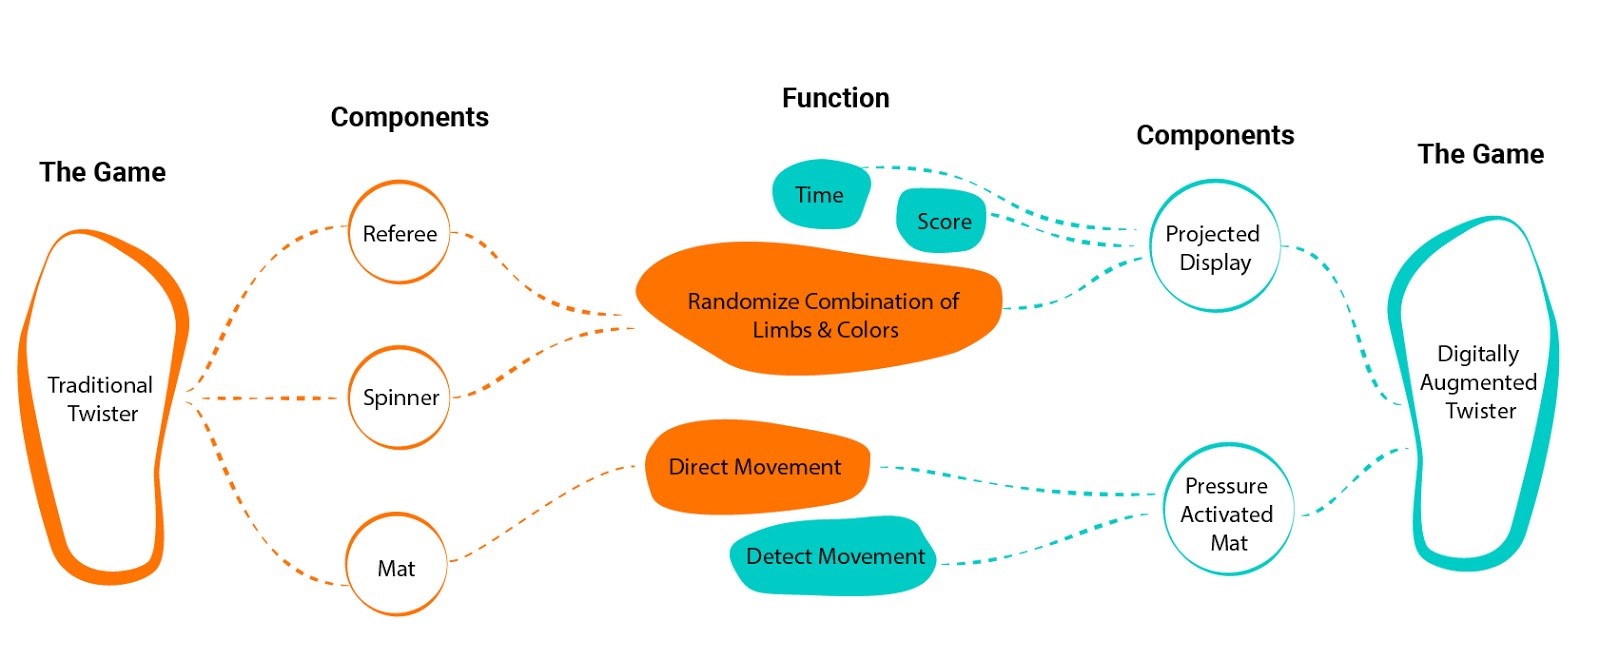 The Game
Components
Function
Components
The Game
Traditional
Twister
Referee
Spinner
Mat
Time
Score
Randomize Combination of
Limbs & Colors
Direct Movement
Detect Movement
Projected
Display
Pressure
Activated
Mat
Digitally
Augmented
Twister